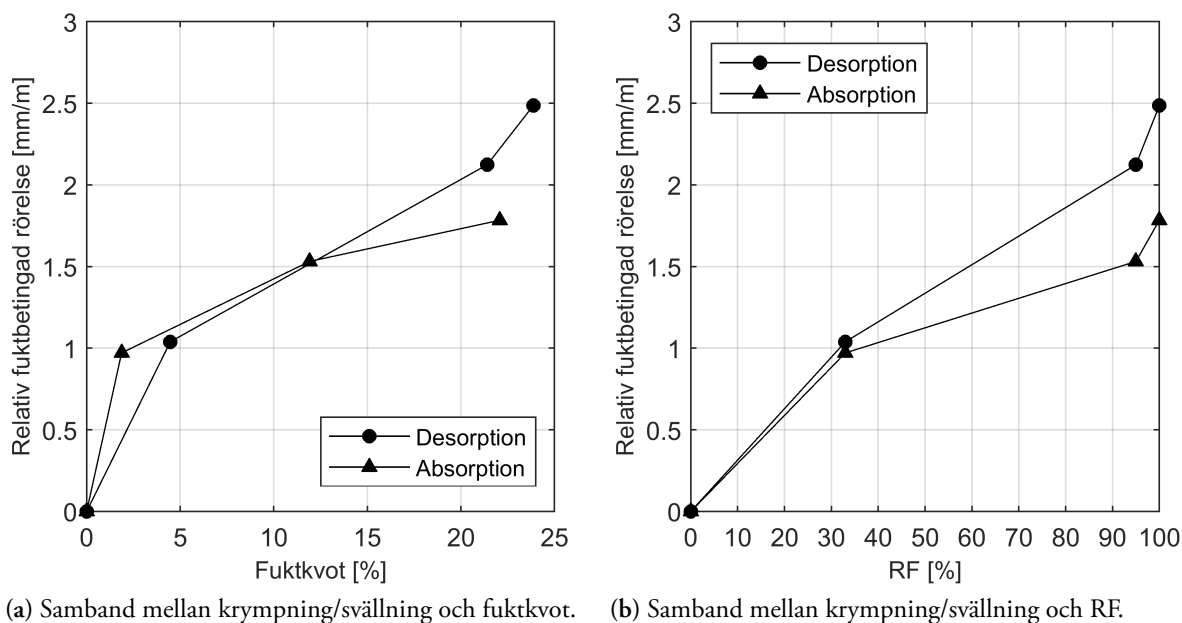 Relativ fuktbetingad rörelse [mm/m]
3
2.5
2
1.5
1
0.5
0
Desorption
Absorption
0 5 10 15 20 25
Fuktkvot [%]
(a) Samband mellan krympning/svällning och fuktkvot.
Relativ fuktbetingad rörelse [mm/m]
3
2.5
2
1.5
1
0.5
0
Desorption
Absorption
0 10 20 30 40 50 60 70 80 90 100
RF [%]
(b) Samband mellan krympning/svällning och RF.